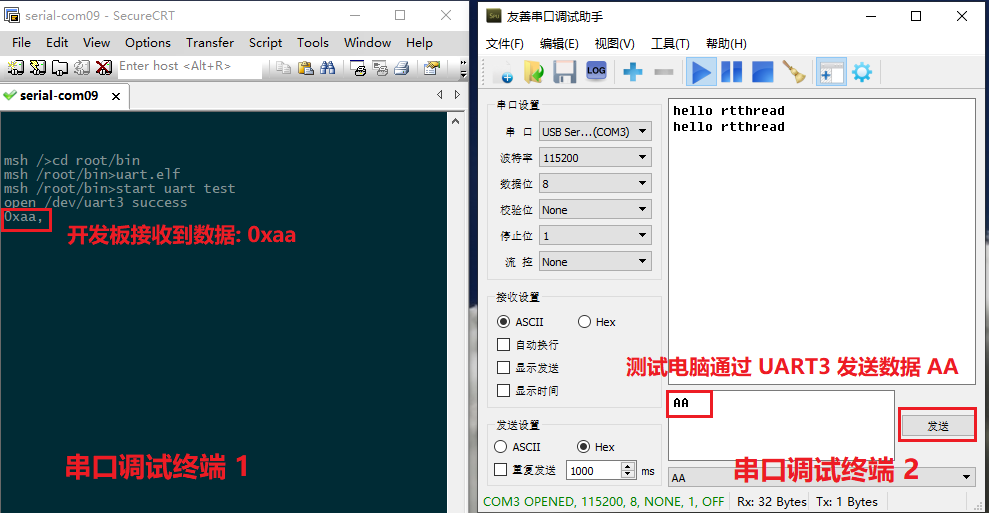 serial-com09 - SecureCRT
File Edit View Options Transfer Script Tools Window Help
Enter host <Alt+R>
serial-com09
msh />cd root/bin
msh /root/bin>uart.elf
msh /root/bin>start uart test
open /dev/uart3 success
0xaa,
开发板接收到数据: 0xaa
串口调试终端 1
友善串口调试助手
文件(F) 编辑(E) 视图(V) 工具(T) 帮助(H)
LOG
串口设置
串 口 USB Ser...(COM3)
波特率 115200
数据位 8
校验位 None
停止位 1
流 控 None
接收设置
ASCII Hex
自动换行
显示发送
显示时间
发送设置
ASCII Hex
重复发送 1000 ms
hello rtthread
hello rtthread
测试电脑通过 UART3 发送数据 AA
AA
发送
串口调试终端 2
AA
COM3 OPENED, 115200, 8, NONE, 1, OFF Rx: 32 Bytes Tx: 1 Bytes